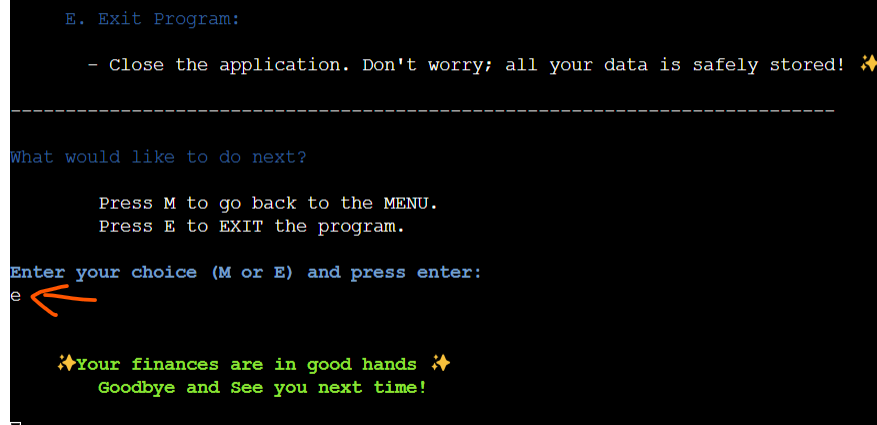 E. Exit Program:
- Close the application. Don't worry; all your data is safely stored! ✨
---------------------------------------------------------------------------
What would like to do next?
Press M to go back to the MENU.
Press E to EXIT the program.
Enter your choice (M or E) and press enter:
e
✨Your finances are in good hands ✨
Goodbye and See you next time!